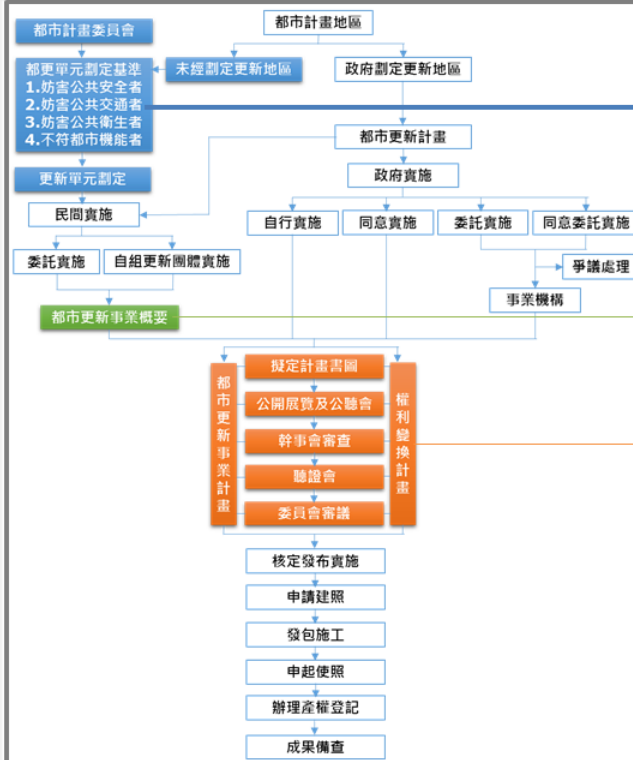 都市計畫地區
都市計畫委員會
都更單元劃定基準
1.妨害公共安全者
2.妨害公共交通者
3.妨害公共衛生者
4.不符都市機能者
未經劃定更新地區
政府劃定更新地區
都市更新計畫
更新單元劃定
政府實施
民間實施
自行實施
同意實施
委託實施
同意委託實施
委託實施
自組更新團體實施
爭議處理
事業機構
都市更新事業概要
都市更新事業計畫
擬定計畫書圖
公開展覽及公聽會
幹事會審查
聽證會
委員會審議
權利變換計畫
核定發布實施
申請建照
發包施工
申起使照
辦理產權登記
成果備查